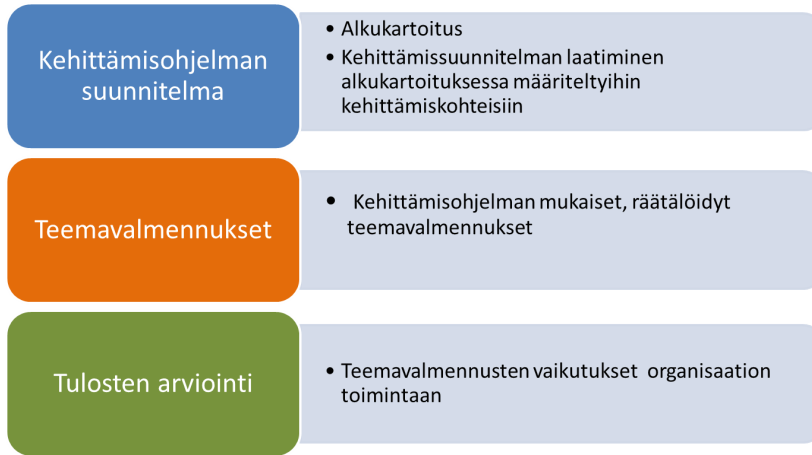 Kehittämisohjelman
suunnitelma
• Alkukartoitus
• Kehittämissuunnitelman laatiminen
alkukartoituksessa määriteltyihin
kehittämiskohteisiin
Teemavalmennukset
• Kehittämisohjelman mukaiset, räätälöidyt
teemavalmennukset
Tulosten arviointi
• Teemavalmennusten vaikutukset organisaation
toimintaan